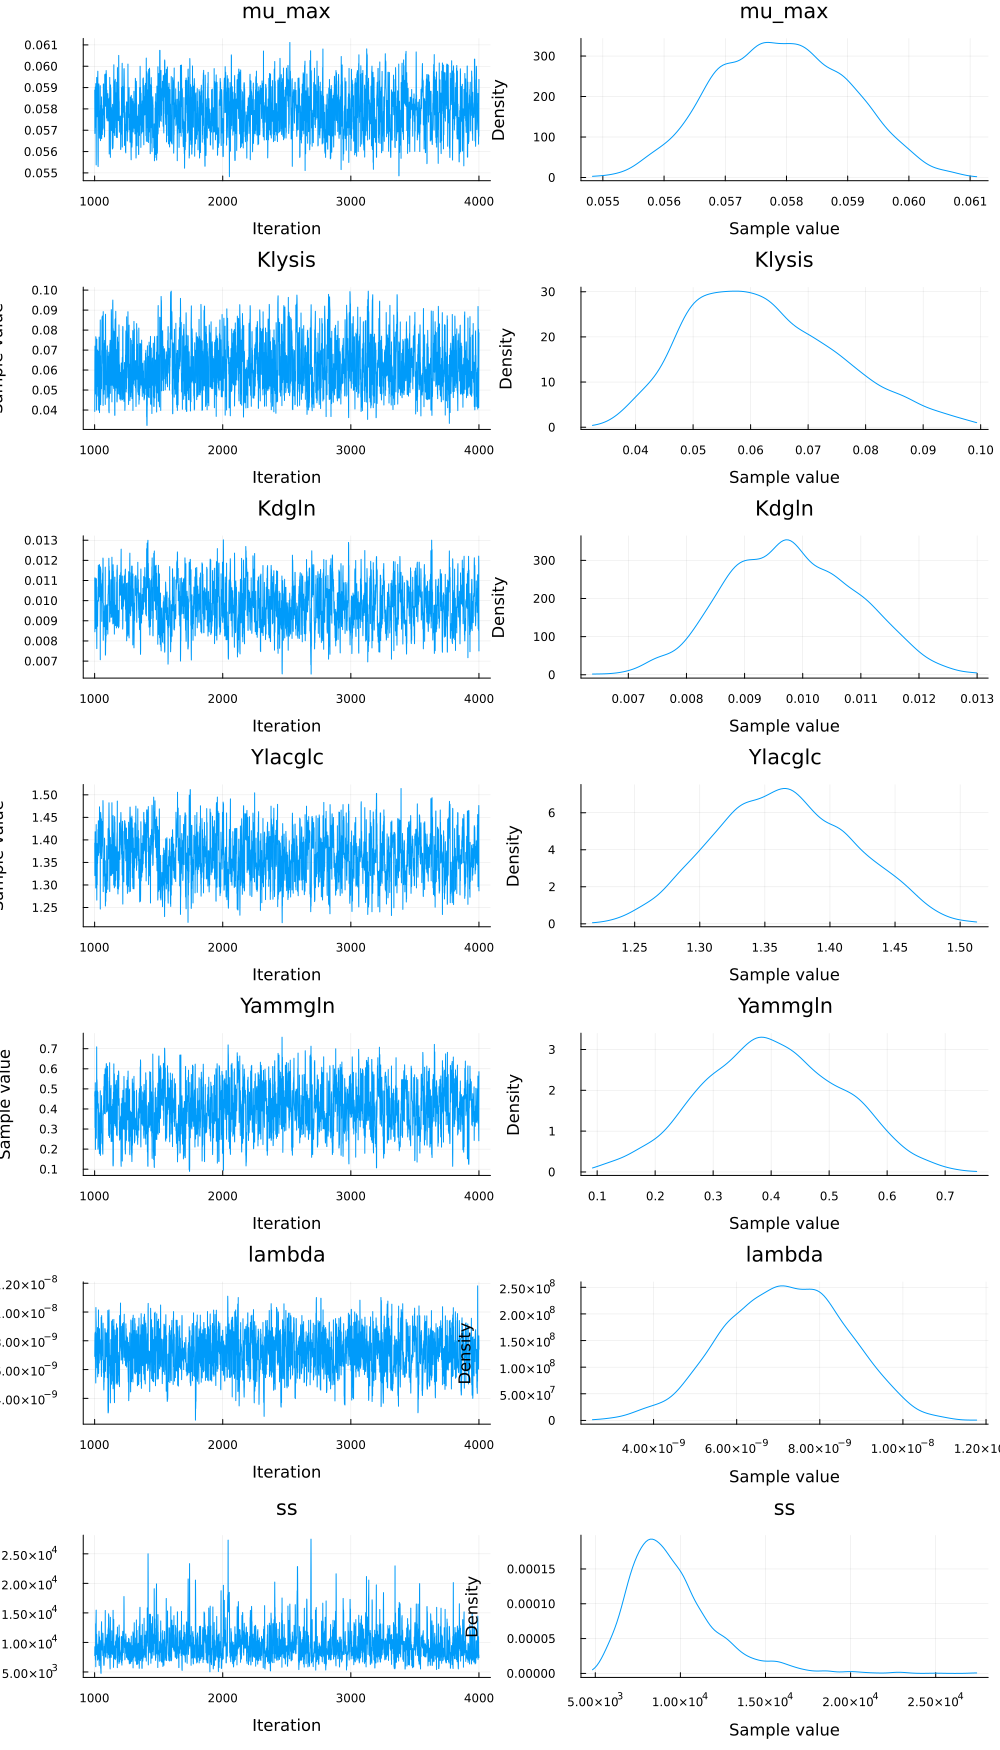 mu_max mu_max
0.061
0.060
0.059
0.058
0.057
0.056
0.055
1000 2000 3000 4000
Iteration
Density
300
200
100
0
0.055 0.056 0.057 0.058 0.059 0.060 0.061
Sample value
Klysis Klysis
0.10
0.09
0.08
0.07
0.06
0.05
0.04
1000 2000 3000 4000
Iteration
Density
30
20
10
0
0.04 0.05 0.06 0.07 0.08 0.09 0.10
Sample value
Kdgln Kdgln
0.013
0.012
0.011
0.010
0.009
0.008
0.007
1000 2000 3000 4000
Iteration
Density
300
200
100
0
0.007 0.008 0.009 0.010 0.011 0.012 0.013
Sample value
Ylacglc Ylacglc
1.50
1.45
1.40
1.35
1.30
1.25
1000 2000 3000 4000
Iteration
Density
6
4
2
0
1.25 1.30 1.35 1.40 1.45 1.50
Sample value
Yammgln Yammgln
Sample value
0.7
0.6
0.5
0.4
0.3
0.2
0.1
1000 2000 3000 4000
Iteration
Density
3
2
1
0
0.1 0.2 0.3 0.4 0.5 0.6 0.7
Sample value
lambda lambda
.20×10⁻⁸
.00×10⁻⁸
.00×10⁻⁹
.00×10⁻⁹
.00×10⁻⁹
1000 2000 3000 4000
Iteration
Density
2.50×10⁸
2.00×10⁸
1.50×10⁸
1.00×10⁸
5.00×10⁷
0
4.00×10⁻⁹ 6.00×10⁻⁹ 8.00×10⁻⁹ 1.00×10⁻⁸
Sample value
ss ss
2.50×10⁴
2.00×10⁴
1.50×10⁴
1.00×10⁴
5.00×10³
1000 2000 3000 4000
Iteration
Density
0.00015
0.00010
0.00005
0.00000
5.00×10³ 1.00×10⁴ 1.50×10⁴ 2.00×10⁴ 2.50×10⁴
Sample value